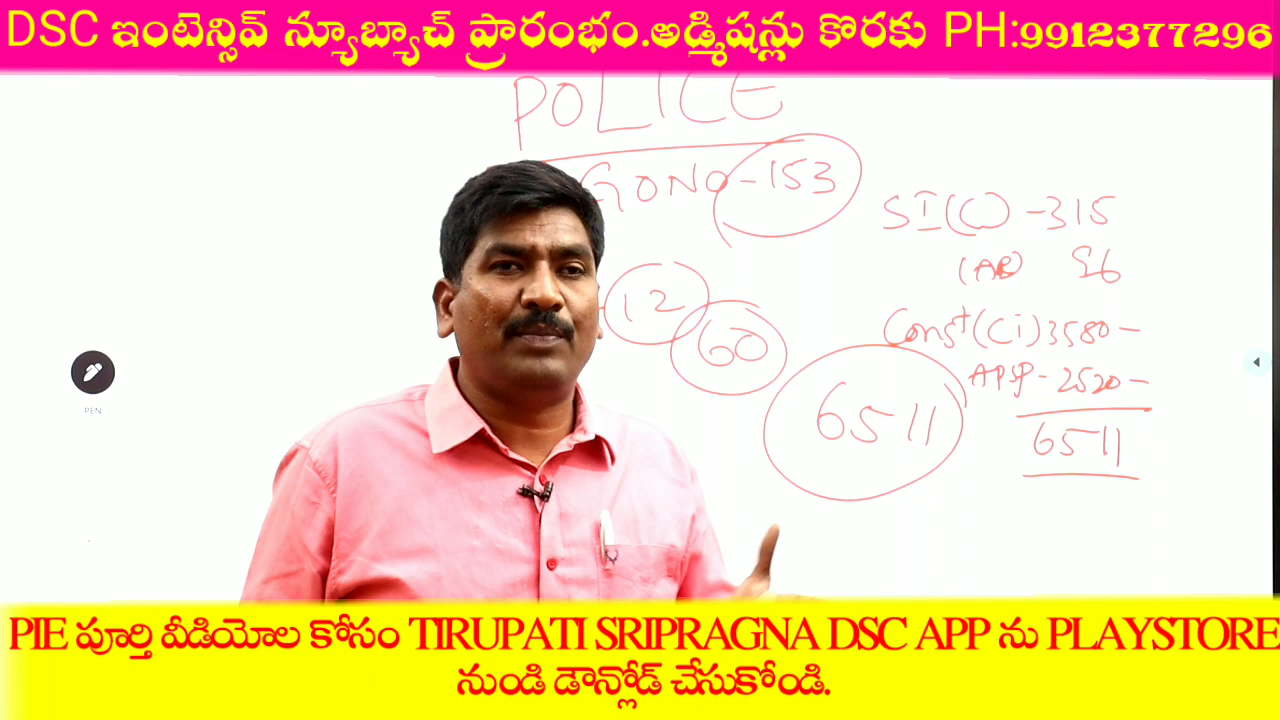 DSC ఇంటెన్సివ్ న్యూబ్యాచ్ ప్రారంభం.అడ్మిషన్లు కొరకు PH:9912377296
POLICE
GONO-153
SI(C) -315
(AR) 96
12
60
Const(Ci)3580-
APSP-2520-
6511
6511
PEN
PIE పూర్తి వీడియోల కోసం TIRUPATI SRIPRAGNA DSC APP ను PLAYSTORE
నుండి డౌన్లోడ్ చేసుకోండి.